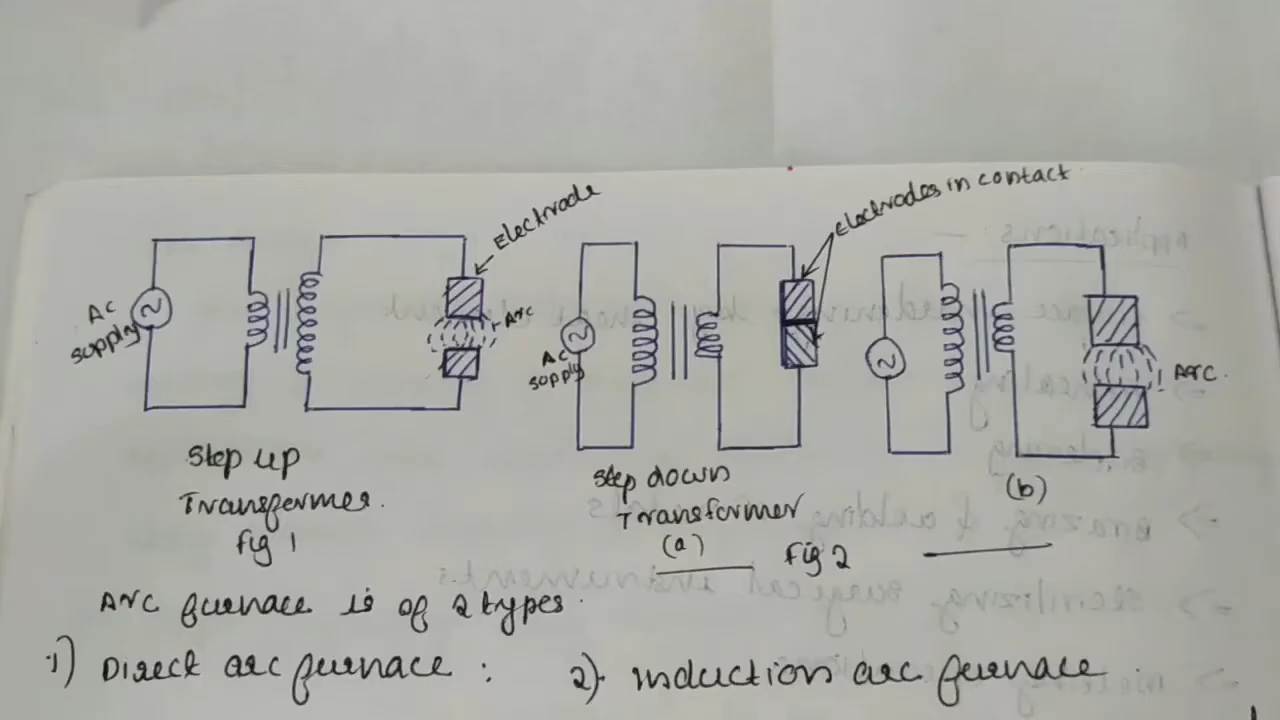 AC
supply
Electrode
Arc
Step up
Transformer.
Fig 1
AC
supply
Electrodes in contact
Step down
Transformer
(a)
Fig 2
Arc.
(b)
Arc furnace is of 2 types.
1) Direct arc furnace :
2). Induction arc furnace